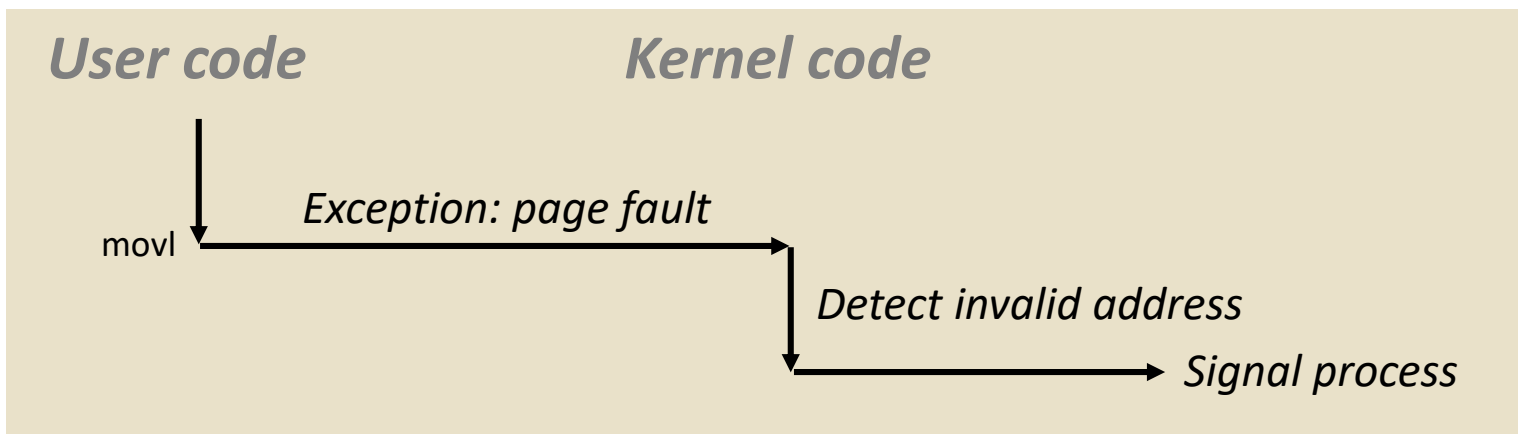 User code
Kernel code
Exception: page fault
movl
Detect invalid address
Signal process